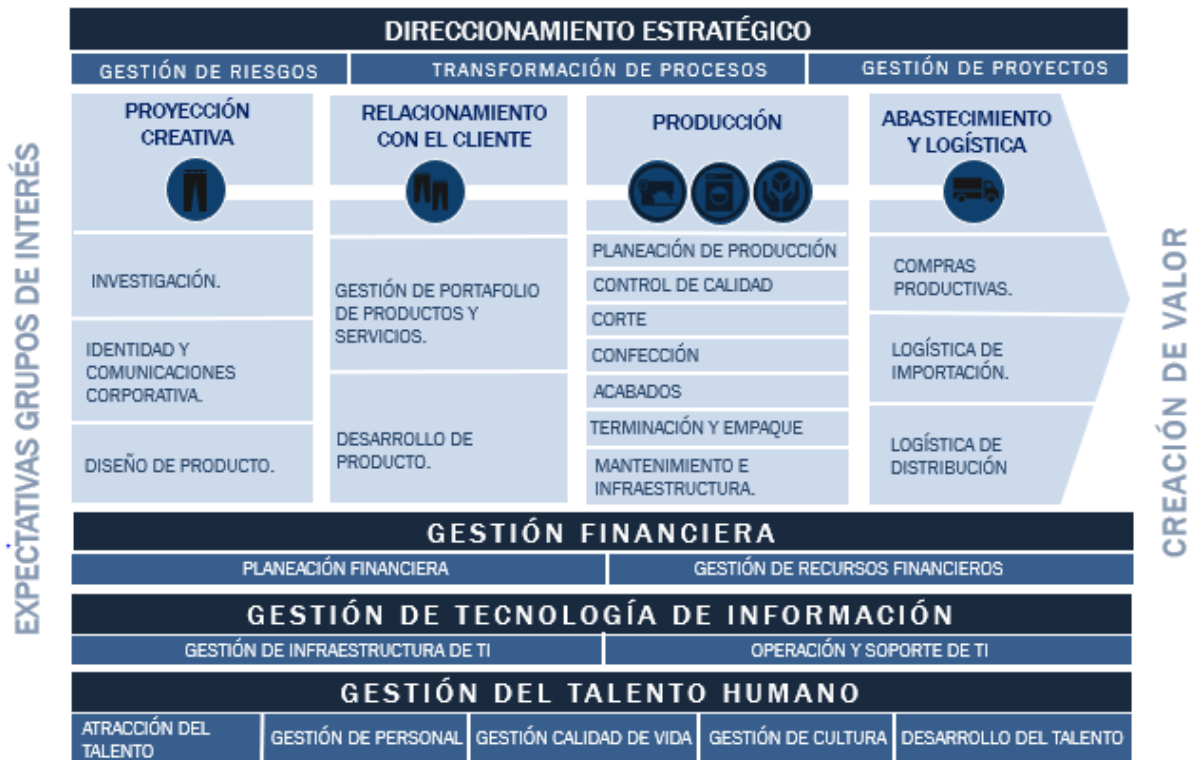 DIRECCIONAMIENTO ESTRATÉGICO
GESTIÓN DE RIESGOS
TRANSFORMACIÓN DE PROCESOS
GESTIÓN DE PROYECTOS
EXPECTATIVAS GRUPOS DE INTERÉS
PROYECCIÓN
CREATIVA
INVESTIGACIÓN.
IDENTIDAD Y
COMUNICACIONES
CORPORATIVA.
DISEÑO DE PRODUCTO.
RELACIONAMIENTO
CON EL CLIENTE
GESTIÓN DE PORTAFOLIO
DE PRODUCTOS Y
SERVICIOS.
DESARROLLO DE
PRODUCTO.
PRODUCCIÓN
PLANEACIÓN DE PRODUCCIÓN
CONTROL DE CALIDAD
CORTE
CONFECCIÓN
ACABADOS
TERMINACIÓN Y EMPAQUE
MANTENIMIENTO E
INFRAESTRUCTURA.
ABASTECIMIENTO
Y LOGÍSTICA
COMPRAS
PRODUCTIVAS.
LOGÍSTICA DE
IMPORTACIÓN.
LOGÍSTICA DE
DISTRIBUCIÓN
CREACIÓN DE VALOR
GESTIÓN FINANCIERA
PLANEACIÓN FINANCIERA
GESTIÓN DE RECURSOS FINANCIEROS
GESTIÓN DE TECNOLOGÍA DE INFORMACIÓN
GESTIÓN DE INFRAESTRUCTURA DE TI
OPERACIÓN Y SOPORTE DE TI
GESTIÓN DEL TALENTO HUMANO
ATRACCIÓN DEL
TALENTO
GESTIÓN DE PERSONAL
GESTIÓN CALIDAD DE VIDA
GESTIÓN DE CULTURA
DESARROLLO DEL TALENTO